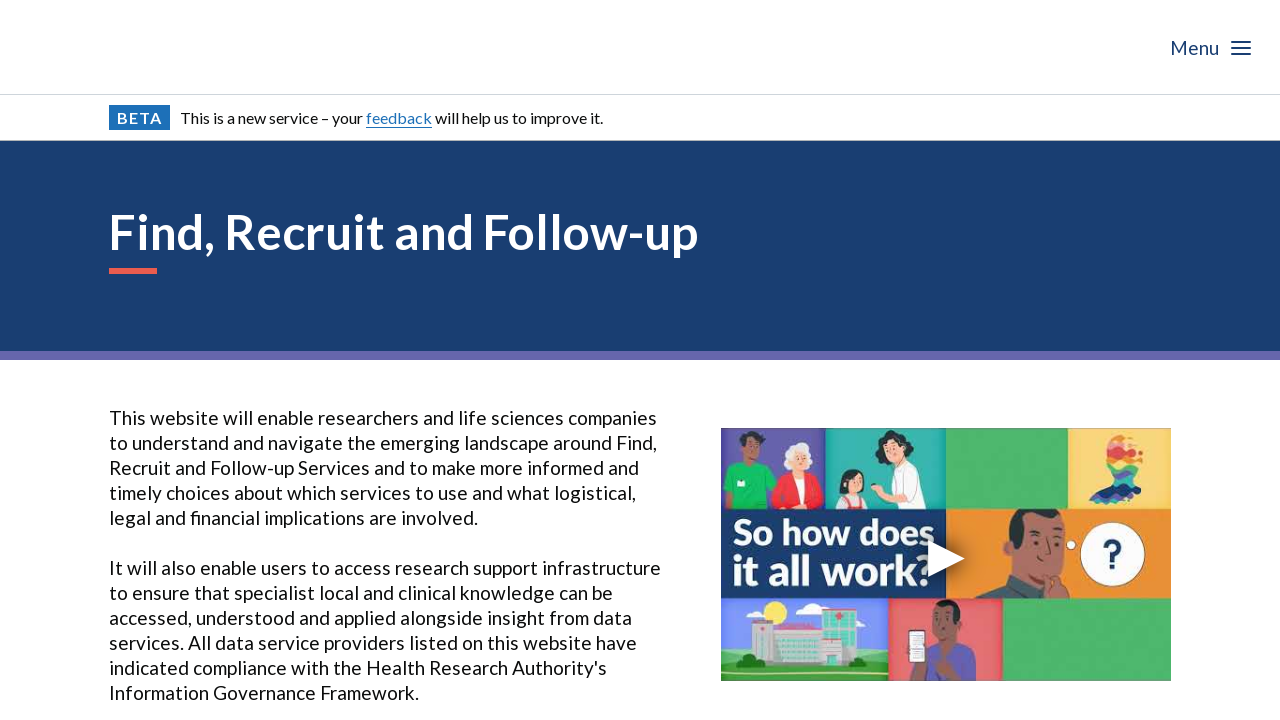 Menu
BETA This is a new service – your feedback will help us to improve it.
Find, Recruit and Follow-up
This website will enable researchers and life sciences companies
to understand and navigate the emerging landscape around Find,
Recruit and Follow-up Services and to make more informed and
timely choices about which services to use and what logistical,
legal and financial implications are involved.
It will also enable users to access research support infrastructure
to ensure that specialist local and clinical knowledge can be
accessed, understood and applied alongside insight from data
services. All data service providers listed on this website have
indicated compliance with the Health Research Authority's
Information Governance Framework.
So how does
it all work?
?